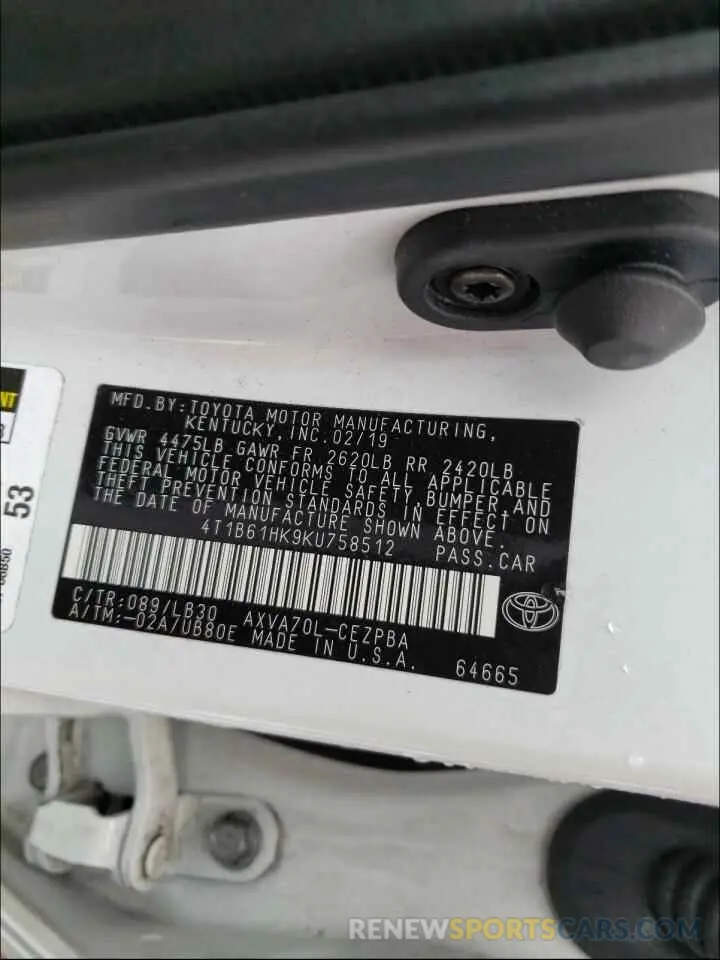 MFD.BY:TOYOTA MOTOR MANUFACTURING,
KENTUCKY,INC.02/19
GVWR 4475LB GAWR FR 2620LB RR 2420LB
THIS VEHICLE CONFORMS TO ALL APPLICABLE
FEDERAL MOTOR VEHICLE SAFETY,BUMPER,AND
THEFT PREVENTION STANDARDS IN EFFECT ON
THE DATE OF MANUFACTURE SHOWN ABOVE.
4T1B61HK9KU758512 PASS.CAR
C/TR:089/LB30 AXVA70L-CEZPBA
A/TM:-02A/UB80E MADE IN U.S.A. 64665
53
RENEWSPORTSCARS.COM